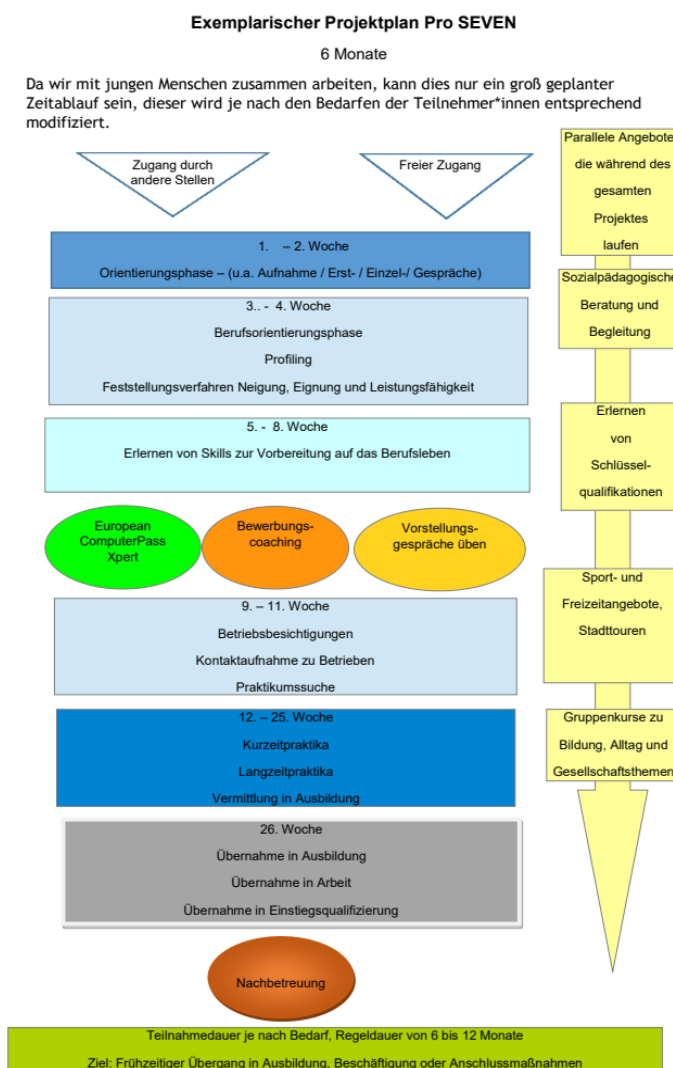 Exemplarischer Projektplan Pro SEVEN
6 Monate
Da wir mit jungen Menschen zusammen arbeiten, kann dies nur ein groß geplanter
Zeitablauf sein, dieser wird je nach den Bedarfen der Teilnehmer*innen entsprechend
modifiziert.
Zugang durch
andere Stellen
Freier Zugang
1. – 2. Woche
Orientierungsphase – (u.a. Aufnahme / Erst- / Einzel-/ Gespräche)
3.. - 4. Woche
Berufsorientierungsphase
Profiling
Feststellungsverfahren Neigung, Eignung und Leistungsfähigkeit
5. - 8. Woche
Erlernen von Skills zur Vorbereitung auf das Berufsleben
European
ComputerPass
Xpert
Bewerbungs-
coaching
Vorstellungs-
gespräche üben
9. – 11. Woche
Betriebsbesichtigungen
Kontaktaufnahme zu Betrieben
Praktikumssuche
12. – 25. Woche
Kurzeitpraktika
Langzeitpraktika
Vermittlung in Ausbildung
26. Woche
Übernahme in Ausbildung
Übernahme in Arbeit
Übernahme in Einstiegsqualifizierung
Nachbetreuung
Parallele Angebote
die während des
gesamten
Projektes
laufen
Sozialpädagogische
Beratung und
Begleitung
Erlernen
von
Schlüssel-
qualifikationen
Sport- und
Freizeitangebote,
Stadttouren
Gruppenkurse zu
Bildung, Alltag und
Gesellschaftsthemen
Teilnahmedauer je nach Bedarf, Regeldauer von 6 bis 12 Monate
Ziel: Frühzeitiger Übergang in Ausbildung, Beschäftigung oder Anschlussmaßnahmen